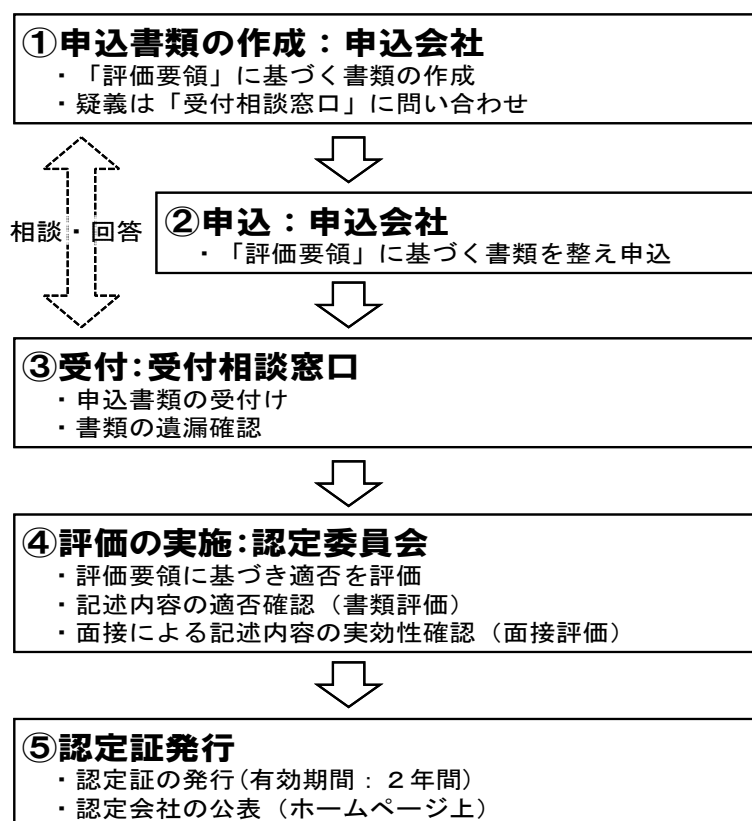 ①申込書類の作成：申込会社
・「評価要領」に基づく書類の作成
・疑義は「受付相談窓口」に問い合わせ
相談・回答
②申込：申込会社
・「評価要領」に基づく書類を整え申込
③受付：受付相談窓口
・申込書類の受付け
・書類の遺漏確認
④評価の実施：認定委員会
・評価要領に基づき適否を評価
・記述内容の適否確認（書類評価）
・面接による記述内容の実効性確認（面接評価）
⑤認定証発行
・認定証の発行（有効期間：２年間）
・認定会社の公表（ホームページ上）